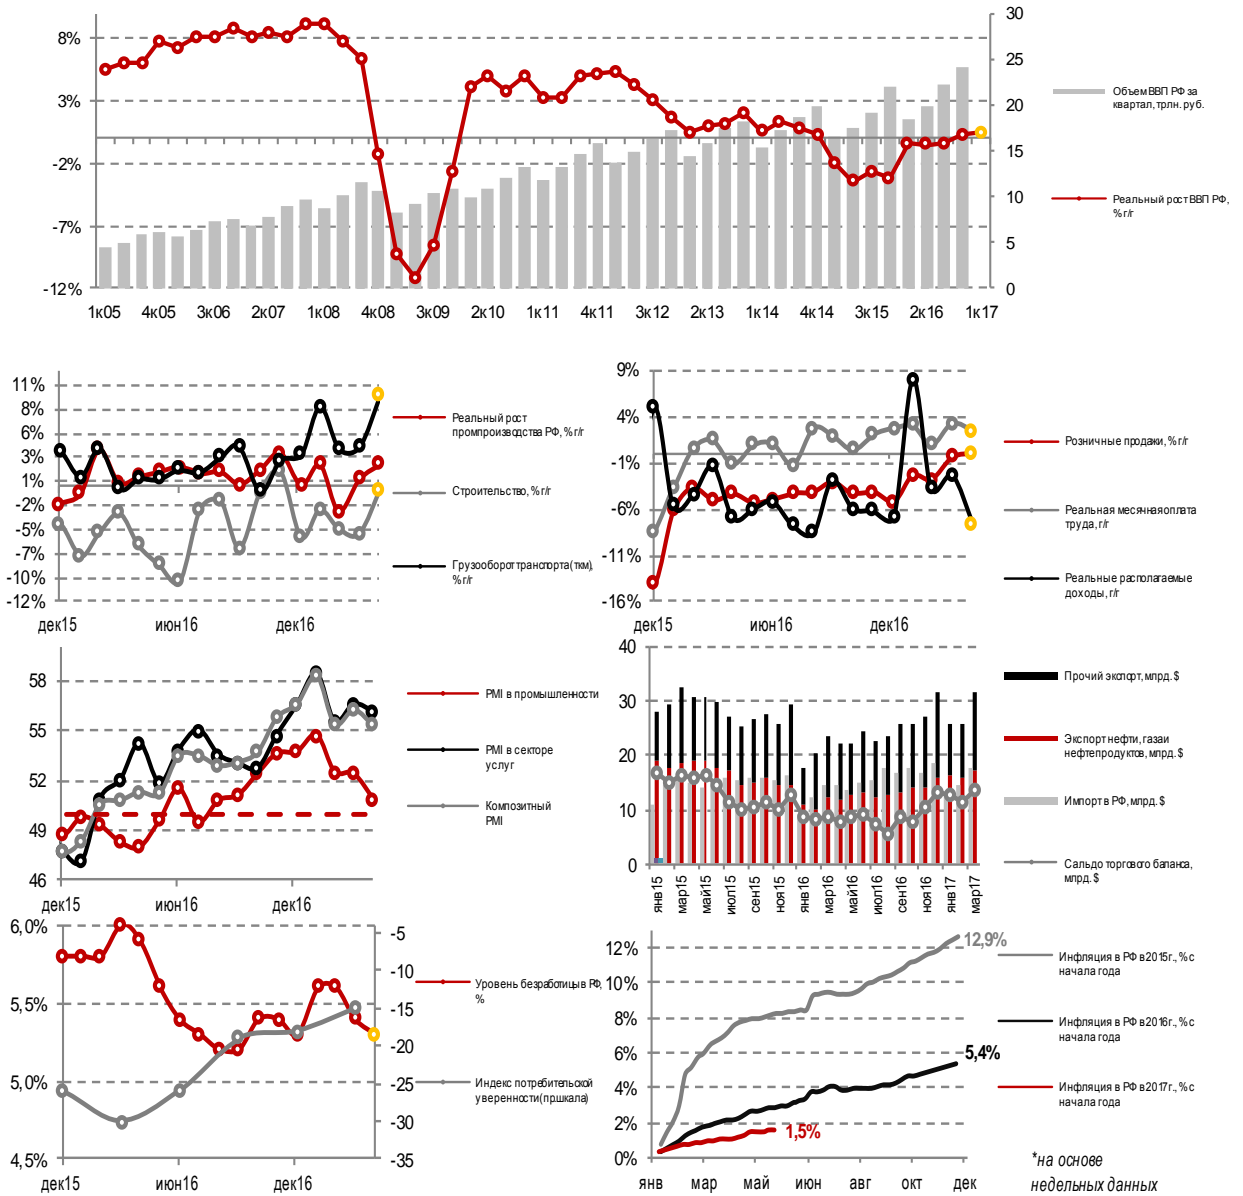 8%
3%
-2%
-7%
-12%
30
25
20
15
10
5
0
1к05
4к05
3к06
2к07
1к08
4к08
3к09
2к10
1к11
4к11
3к12
2к13
1к14
4к14
3к15
2к16
1к17
Объем ВВП РФ за
квартал, трлн. руб.
Реальный рост ВВП РФ,
% г/г
11%
8%
6%
3%
1%
-2%
-5%
-7%
-10%
-12%
дек15
июн16
дек16
Реальный рост
промпроизводства РФ, % г/г
Строительство, % г/г
Грузооборот транспорта (ткм),
% г/г
9%
4%
-1%
-6%
-11%
-16%
дек15
июн16
дек16
Розничные продажи, % г/г
Реальная месячная оплата
труда, г/г
Реальные располагаемые
доходы, г/г
58
55
52
49
46
дек15
июн16
дек16
PMI в промышленности
PMI в секторе
услуг
Композитный
PMI
40
30
20
10
0
янв15
мар15
май15
июл15
сен15
ноя15
янв16
мар16
май16
июл16
сен16
ноя16
янв17
мар17
Прочий экспорт, млрд. $
Экспорт нефти, газа и
нефтепродуктов, млрд. $
Импорт в РФ, млрд. $
Сальдо торгового баланса,
млрд. $
6,0%
5,5%
5,0%
4,5%
-5
-10
-15
-20
-25
-30
-35
дек15
июн16
дек16
Уровень безработицы в РФ,
%
Индекс потребительской
уверенности (пр.шкала)
12%
10%
8%
6%
4%
2%
0%
янв
мар
май
июн
авг
окт
дек
12,9%
5,4%
1,5%
Инфляция в РФ в 2015 г., % с
начала года
Инфляция в РФ в 2016 г., % с
начала года
Инфляция в РФ в 2017 г., % с
начала года
*на основе
недельных данных